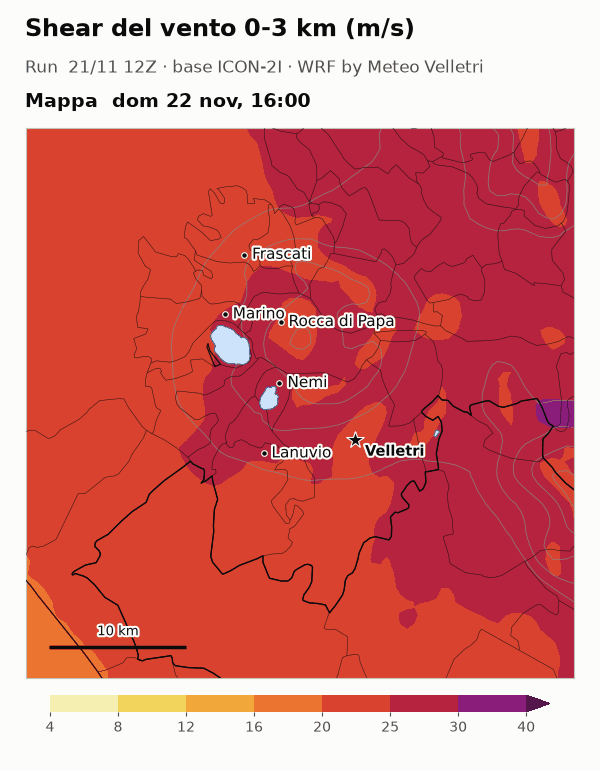 Shear del vento 0-3 km (m/s)
Run  21/11 12Z · base ICON-2I · WRF by Meteo Velletri
Mappa  dom 22 nov, 16:00
Frascati
Marino
Rocca di Papa
Nemi
Velletri
Lanuvio
10 km
4 8 12 16 20 25 30 40